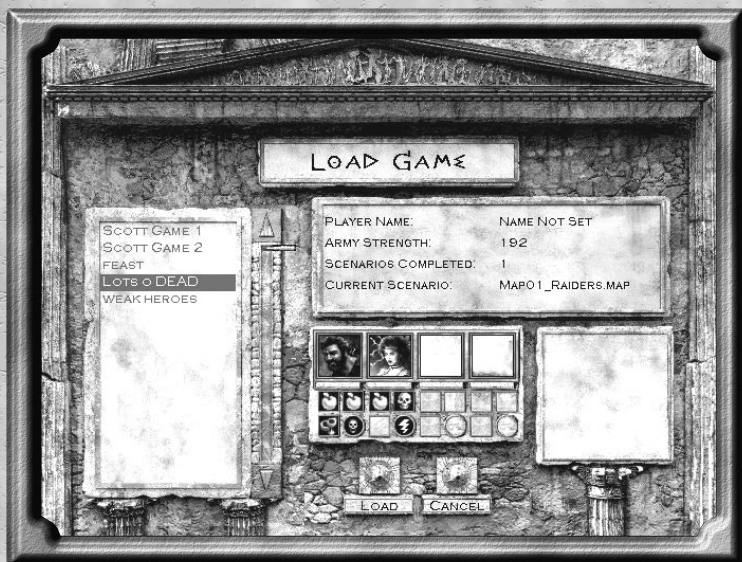 LOAD GAME
SCOTT GAME 1
SCOTT GAME 2
FEAST
LOTS O DEAD
WEAK HEROES
PLAYER NAME: NAME NOT SET
ARMY STRENGTH: 192
SCENARIOS COMPLETED: 1
CURRENT SCENARIO: MAP01_RAIDERS.MAP
LOAD CANCEL